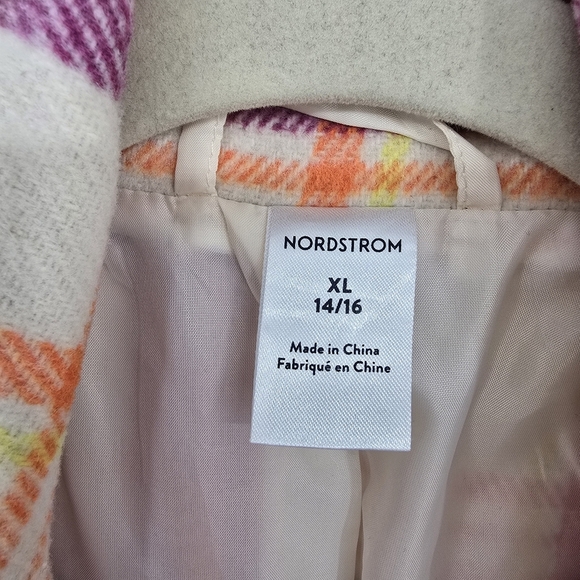 NORDSTROM
XL
14/16
Made in China
Fabriqué en Chine